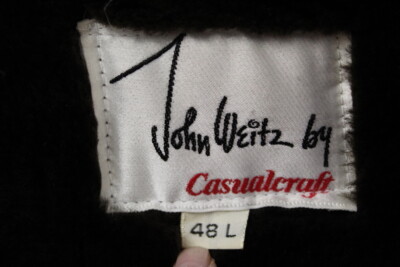 John Weitz by
Casualcraft
48 L